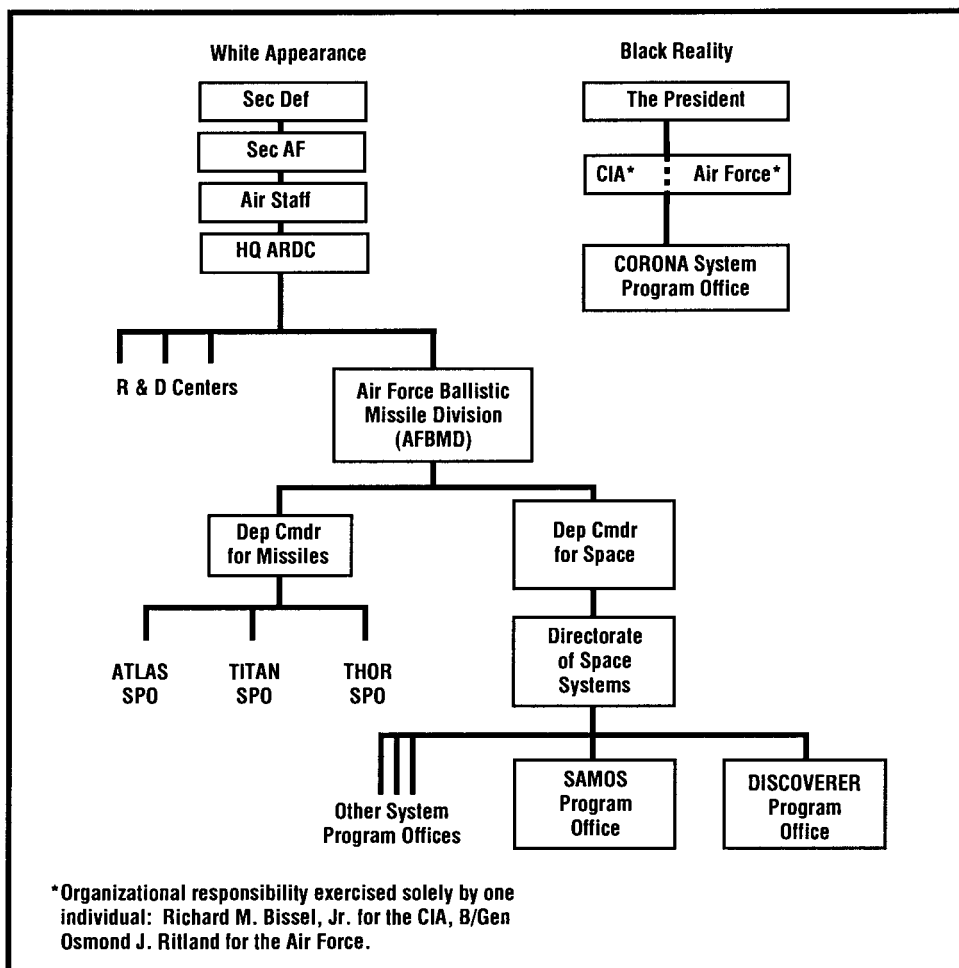 White Appearance
Sec Def
Sec AF
Air Staff
HQ ARDC
R & D Centers
Air Force Ballistic
Missile Division
(AFBMD)
Dep Cmdr
for Missiles
Dep Cmdr
for Space
ATLAS
SPO
TITAN
SPO
THOR
SPO
Directorate
of Space
Systems
Other System
Program Offices
SAMOS
Program
Office
DISCOVERER
Program
Office
Black Reality
The President
CIA* Air Force*
CORONA System
Program Office
*Organizational responsibility exercised solely by one
individual: Richard M. Bissel, Jr. for the CIA, B/Gen
Osmond J. Ritland for the Air Force.